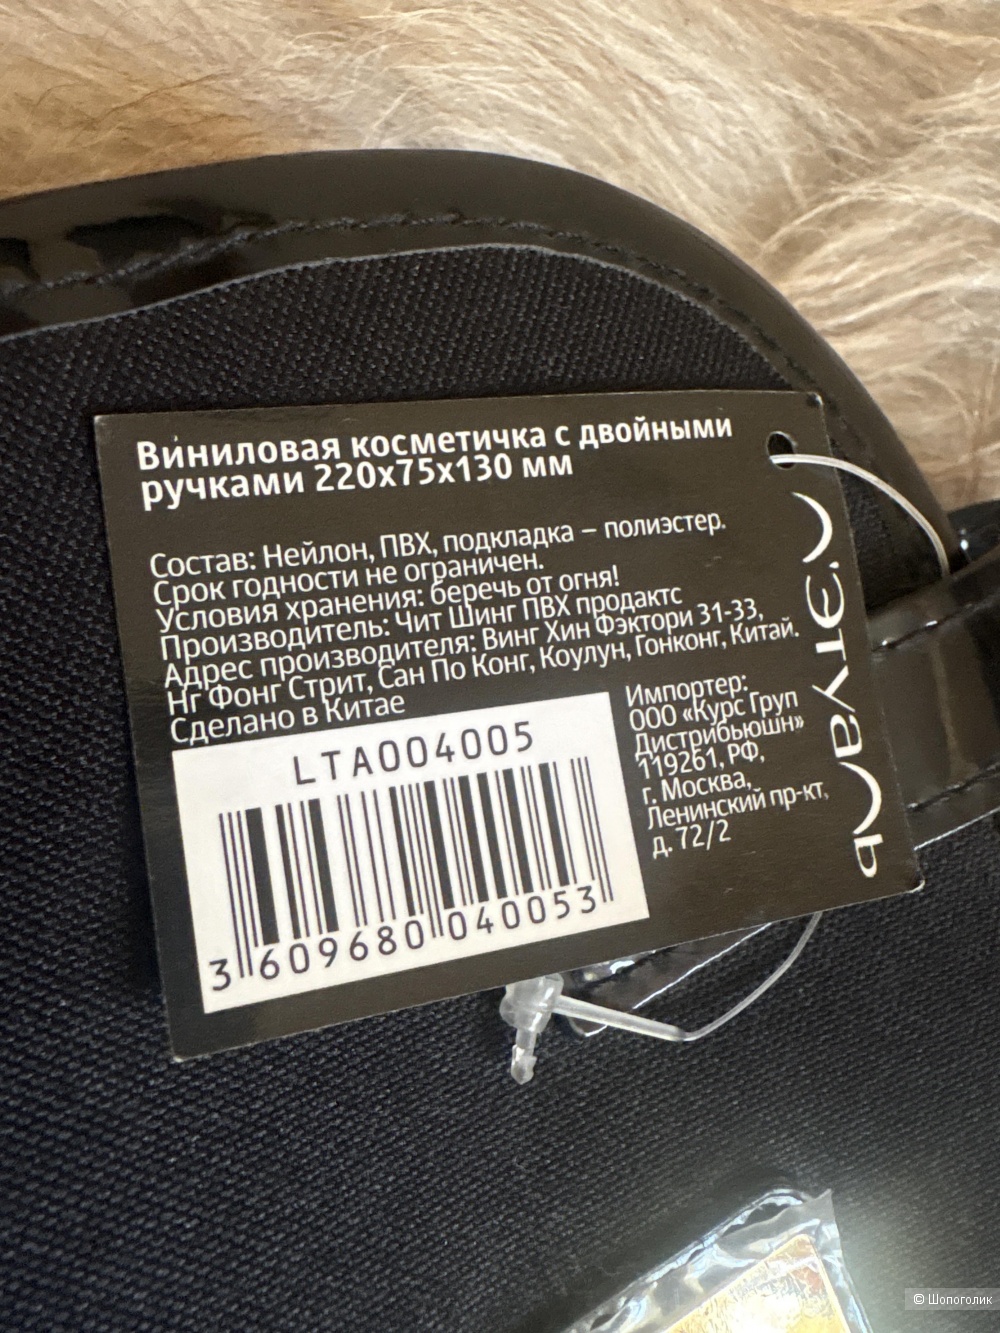 Виниловая косметичка с двойными
ручками 220х75х130 мм
Состав: Нейлон, ПВХ, подкладка – полиэстер.
Срок годности не ограничен.
Условия хранения: беречь от огня!
Производитель: Чит Шинг ПВХ продактс
Адрес производителя: Винг Хин Фэктори 31-33,
Нг Фонг Стрит, Сан По Конг, Коулун, Гонконг, Китай.
Сделано в Китае
Импортер:
ООО «Курс Груп
Дистрибьюшн»
119261, РФ,
г. Москва,
Ленинский пр-кт,
д. 72/2
LTA004005
3 609680 040053
Лэтуаль
© Шопоголик